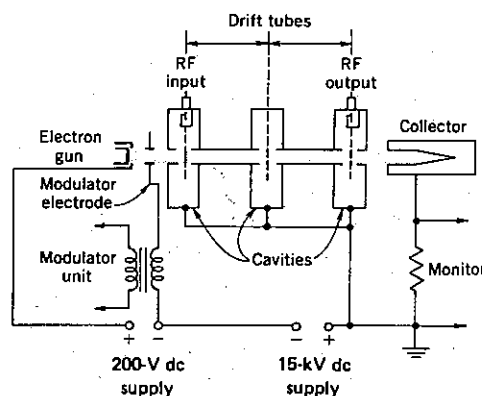 Drift tubes
RF
input
RF
output
Electron
gun
Collector
Modulator
electrode
Modulator
unit
Cavities
Monitor
+
-
-
+
200-V dc
supply
15-kV dc
supply